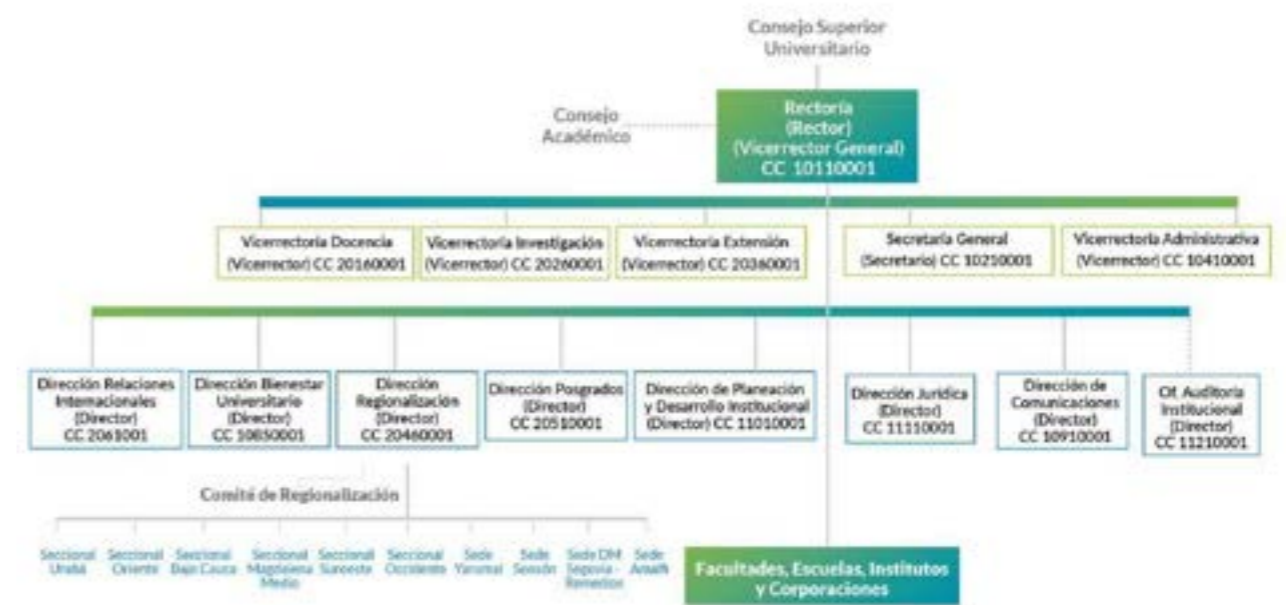 Consejo Superior
Universitario
Consejo
Académico
Rectoría
(Rector)
(Vicerrector General)
CC 10110001
Vicerrectoría Docencia
(Vicerrector) CC 20160001
Vicerrectoría Investigación
(Vicerrector) CC 20260001
Vicerrectoría Extensión
(Vicerrector) CC 20360001
Secretaría General
(Secretario) CC 10210001
Vicerrectoría Administrativa
(Vicerrector) CC 10410001
Dirección Relaciones
Internacionales
(Director)
CC 2061001
Dirección Bienestar
Universitario
(Director)
CC 10850001
Dirección
Regionalización
(Director)
CC 20460001
Dirección Posgrados
(Director)
CC 20510001
Dirección de Planeación
y Desarrollo Institucional
(Director) CC 11010001
Dirección Jurídica
(Director)
CC 11110001
Dirección de
Comunicaciones
(Director)
CC 10910001
Of. Auditoría
Institucional
(Director)
CC 11210001
Comité de Regionalización
Seccional
Urabá
Seccional
Oriente
Seccional
Bajo Cauca
Seccional
Magdalena
Medio
Seccional
Suroeste
Seccional
Occidente
Sede
Yarumal
Sede
Sonsón
Sede DM
Segovia -
Remedios
Sede
Amalfi
Facultades, Escuelas, Institutos
y Corporaciones